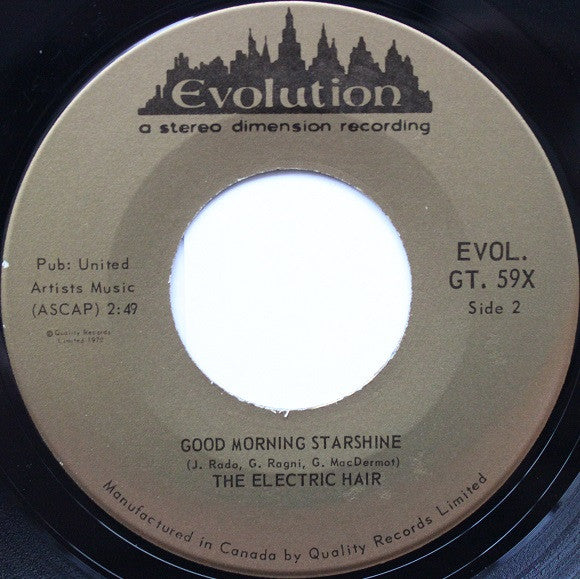 Evolution
a stereo dimension recording
Pub: United
Artists Music
(ASCAP) 2:49
© Quality Records
Limited 1970
EVOL.
GT. 59X
Side 2
GOOD MORNING STARSHINE
(J. Rado, G. Ragni, G. MacDermot)
THE ELECTRIC HAIR
Manufactured in Canada by Quality Records Limited